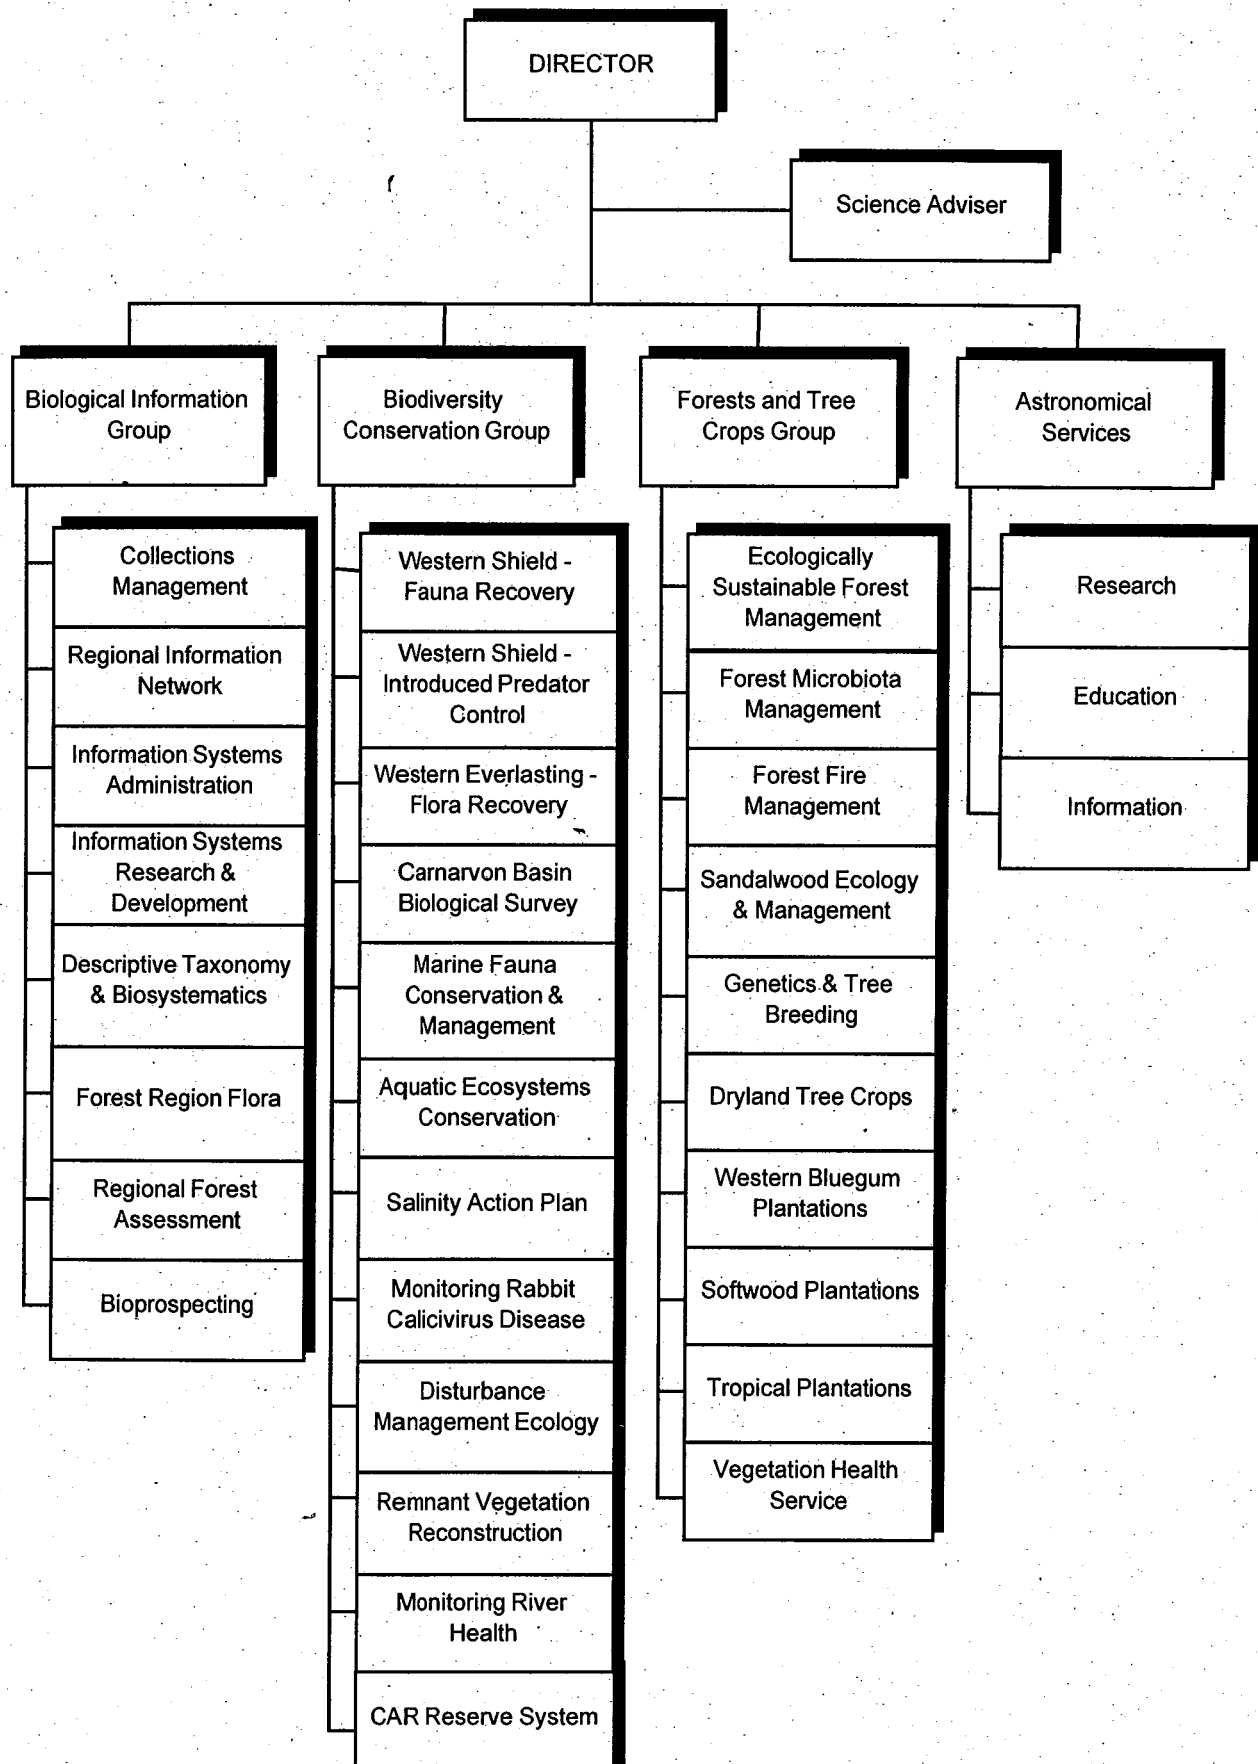 DIRECTOR
Science Adviser
Biological Information
Group
Biodiversity
Conservation Group
Forests and Tree
Crops Group
Astronomical
Services
Collections
Management
Regional Information
Network
Information Systems
Administration
Information Systems
Research &
Development
Descriptive Taxonomy
& Biosystematics
Forest Region Flora
Regional Forest
Assessment
Bioprospecting
Western Shield -
Fauna Recovery
Western Shield -
Introduced Predator
Control
Western Everlasting -
Flora Recovery
Carnarvon Basin
Biological Survey
Marine Fauna
Conservation &
Management
Aquatic Ecosystems
Conservation
Salinity Action Plan
Monitoring Rabbit
Calicivirus Disease
Disturbance
Management Ecology
Remnant Vegetation
Reconstruction
Monitoring River
Health
CAR Reserve System
Ecologically
Sustainable Forest
Management
Forest Microbiota
Management
Forest Fire
Management
Sandalwood Ecology
& Management
Genetics & Tree
Breeding
Dryland Tree Crops
Western Bluegum
Plantations
Softwood Plantations
Tropical Plantations
Vegetation Health
Service
Research
Education
Information